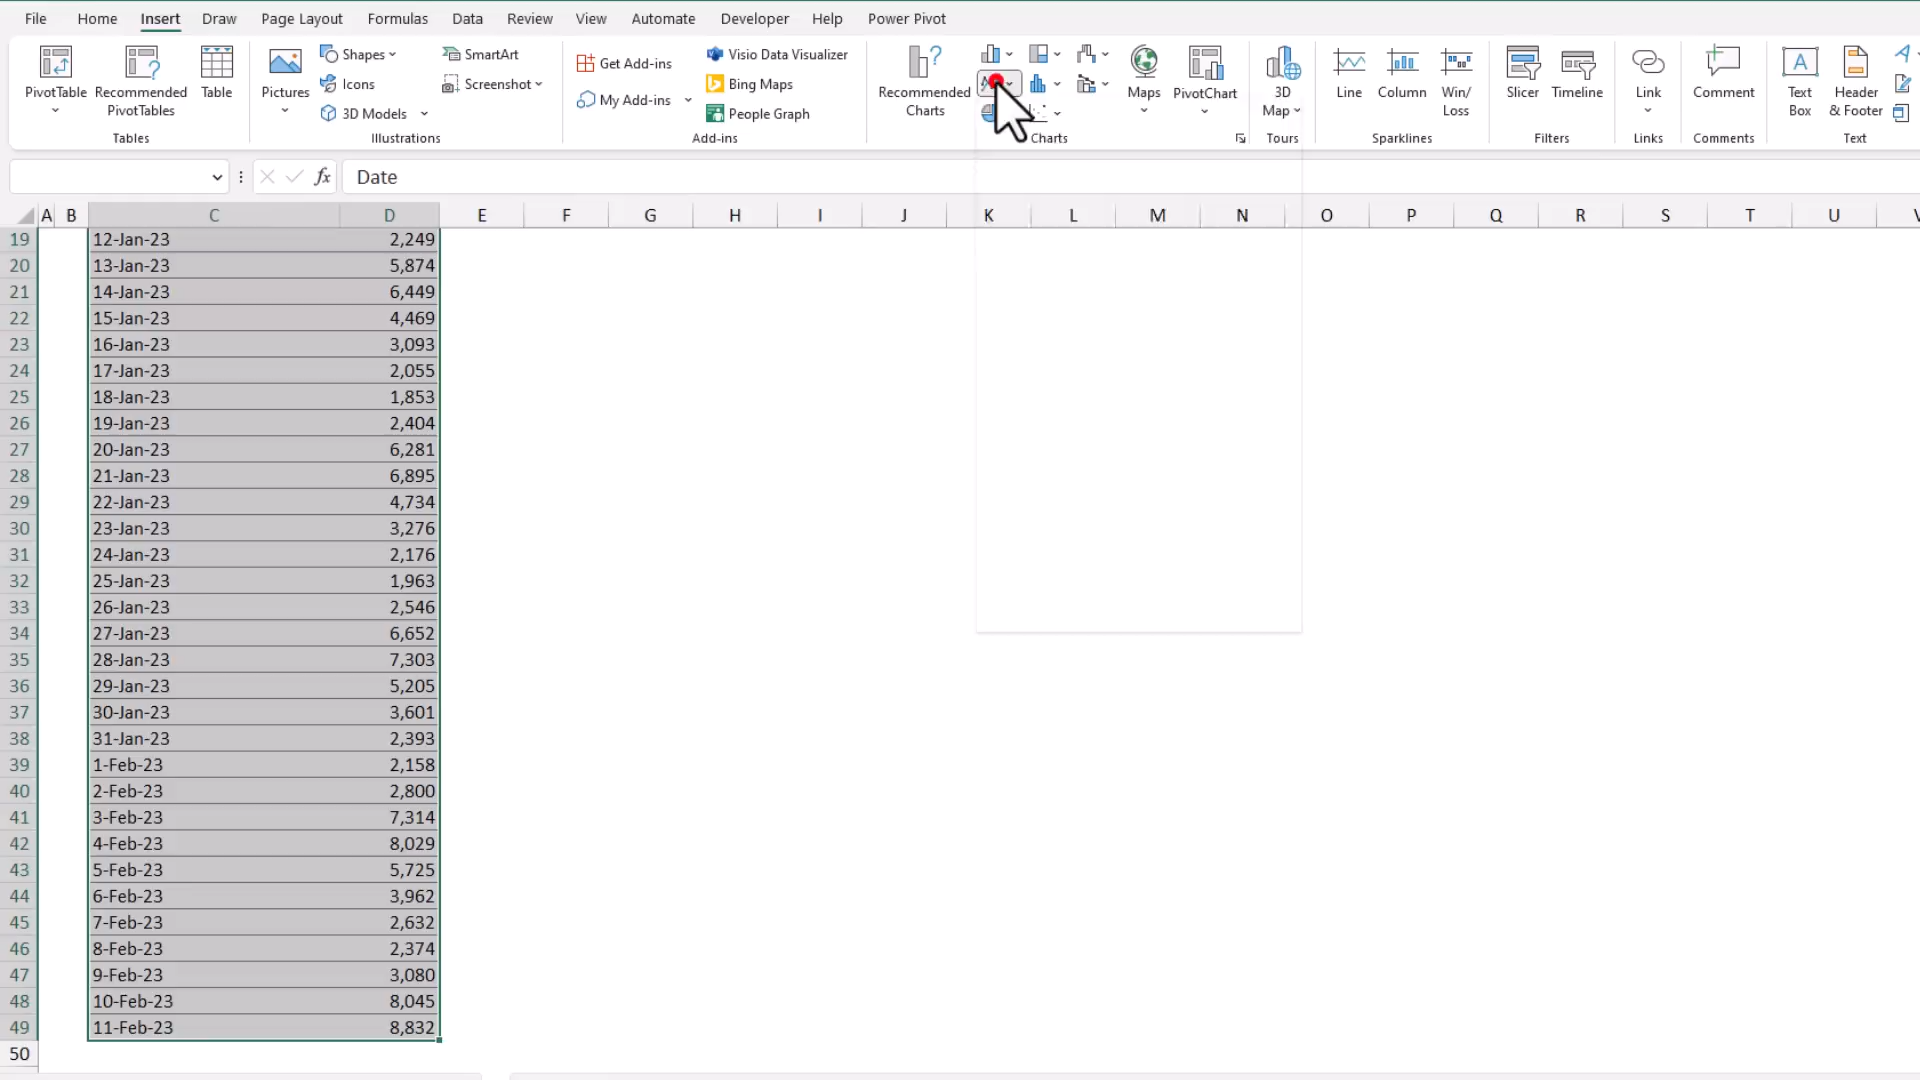 File Home Insert Draw Page Layout Formulas Data Review View Automate Developer Help Power Pivot
PivotTable
Recommended PivotTables
Table
Tables
Pictures
Shapes
Icons
3D Models
SmartArt
Screenshot
Illustrations
Get Add-ins
My Add-ins
Visio Data Visualizer
Bing Maps
People Graph
Add-ins
Recommended Charts
Charts
Maps
PivotChart
3D Map
Tours
Line
Column
Win/ Loss
Sparklines
Slicer
Timeline
Filters
Link
Links
Comment
Comments
Text Box
Header & Footer
Text
fx Date
A B C D E F G H I J K L M N O P Q R S T U
19 12-Jan-23 2,249
20 13-Jan-23 5,874
21 14-Jan-23 6,449
22 15-Jan-23 4,469
23 16-Jan-23 3,093
24 17-Jan-23 2,055
25 18-Jan-23 1,853
26 19-Jan-23 2,404
27 20-Jan-23 6,281
28 21-Jan-23 6,895
29 22-Jan-23 4,734
30 23-Jan-23 3,276
31 24-Jan-23 2,176
32 25-Jan-23 1,963
33 26-Jan-23 2,546
34 27-Jan-23 6,652
35 28-Jan-23 7,303
36 29-Jan-23 5,205
37 30-Jan-23 3,601
38 31-Jan-23 2,393
39 1-Feb-23 2,158
40 2-Feb-23 2,800
41 3-Feb-23 7,314
42 4-Feb-23 8,029
43 5-Feb-23 5,725
44 6-Feb-23 3,962
45 7-Feb-23 2,632
46 8-Feb-23 2,374
47 9-Feb-23 3,080
48 10-Feb-23 8,045
49 11-Feb-23 8,832
50